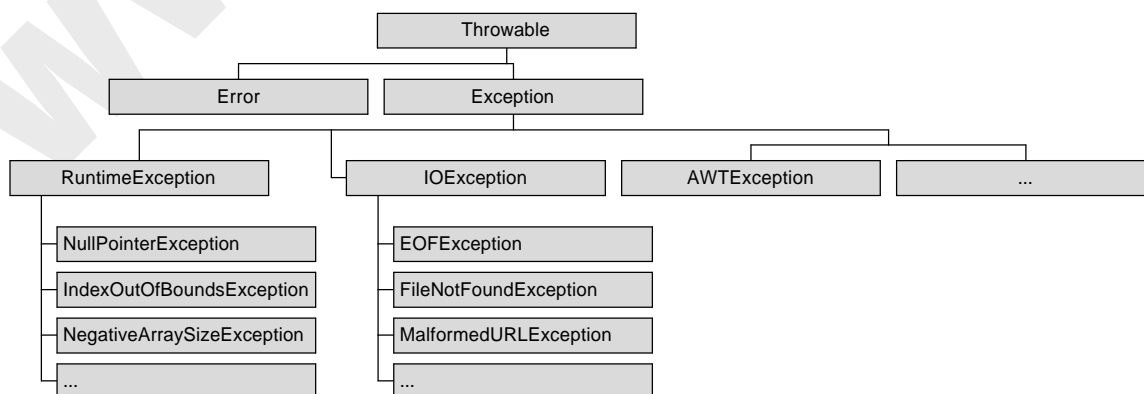 Throwable
Error
Exception
RuntimeException
IOException
AWTException
...
NullPointerException
IndexOutOfBoundsException
NegativeArraySizeException
...
EOFException
FileNotFoundException
MalformedURLException
...